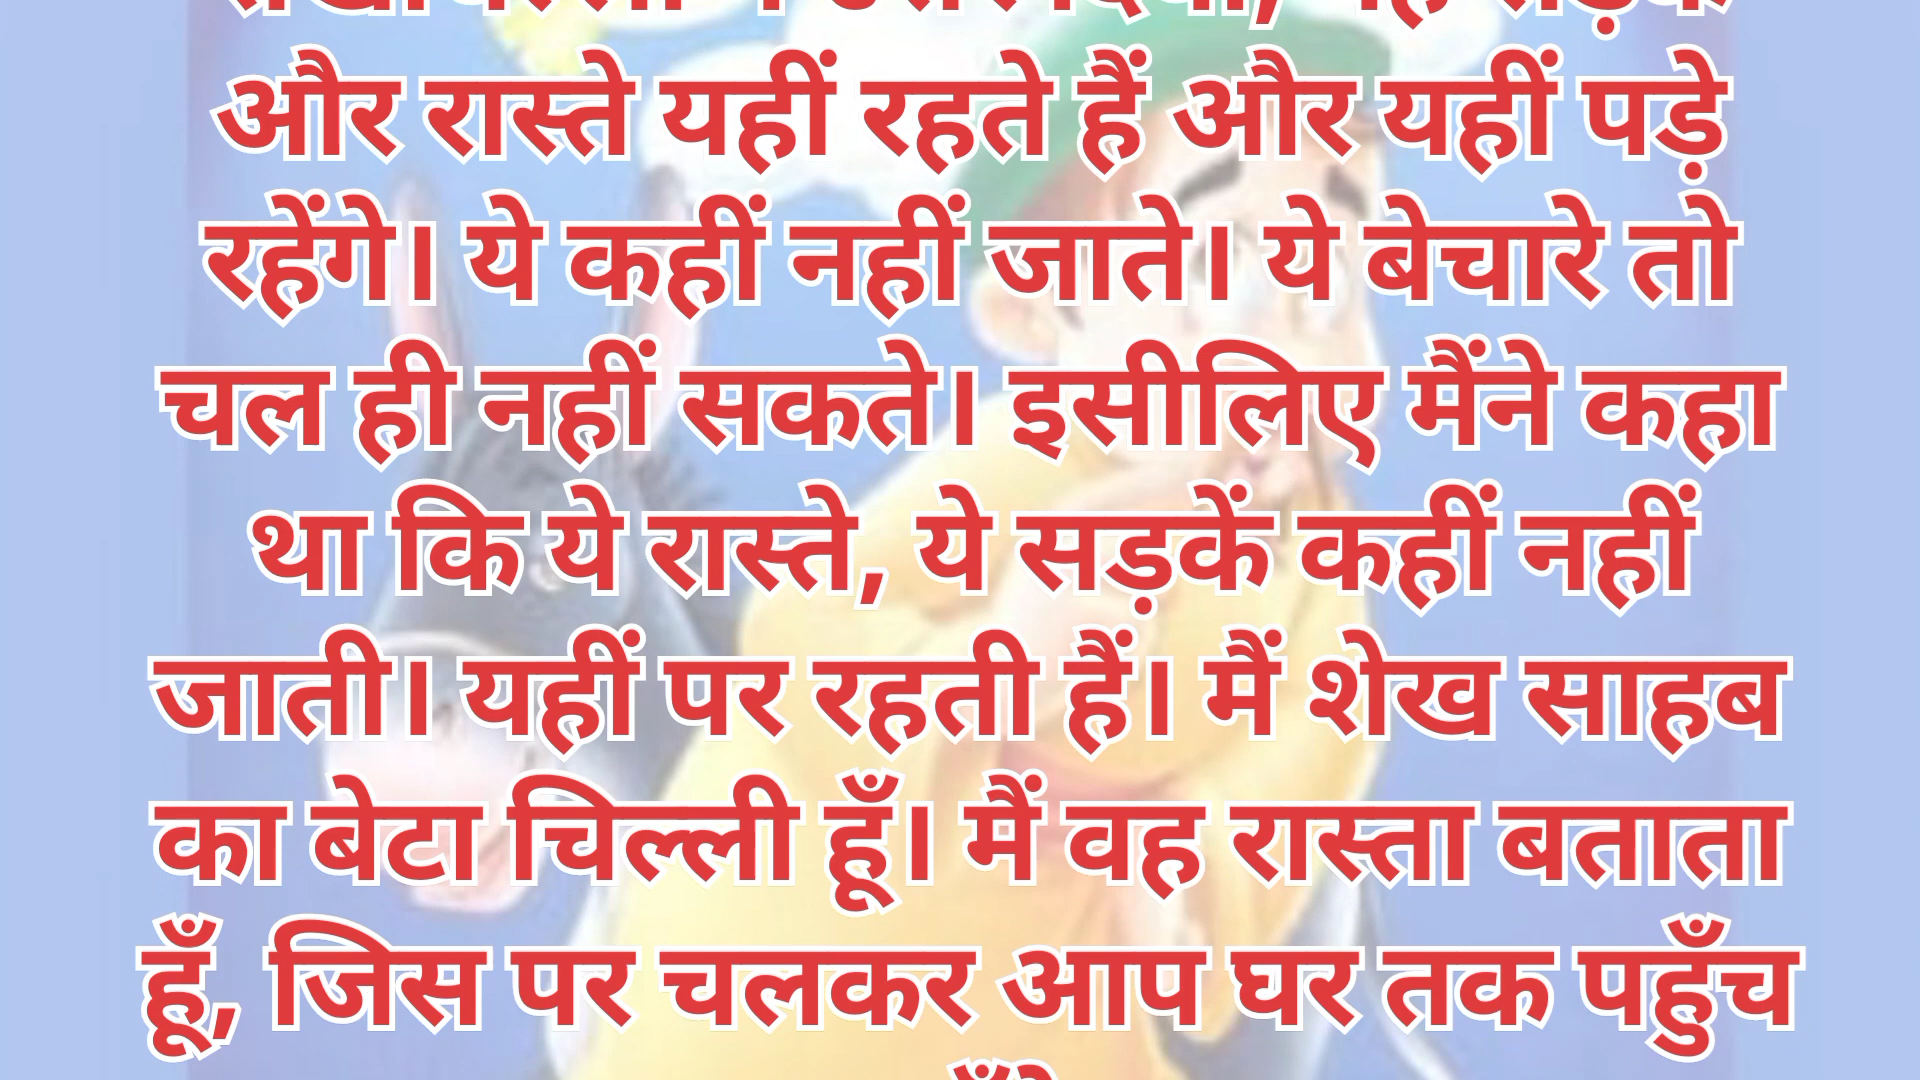 और रास्ते यहीं रहते हैं और यहीं पड़े
रहेंगे। ये कहीं नहीं जाते। ये बेचारे तो
चल ही नहीं सकते। इसीलिए मैंने कहा
था कि ये रास्ते, ये सड़कें कहीं नहीं
जाती। यहीं पर रहती हैं। मैं शेख साहब
का बेटा चिल्ली हूँ। मैं वह रास्ता बताता
हूँ, जिस पर चलकर आप घर तक पहुँच